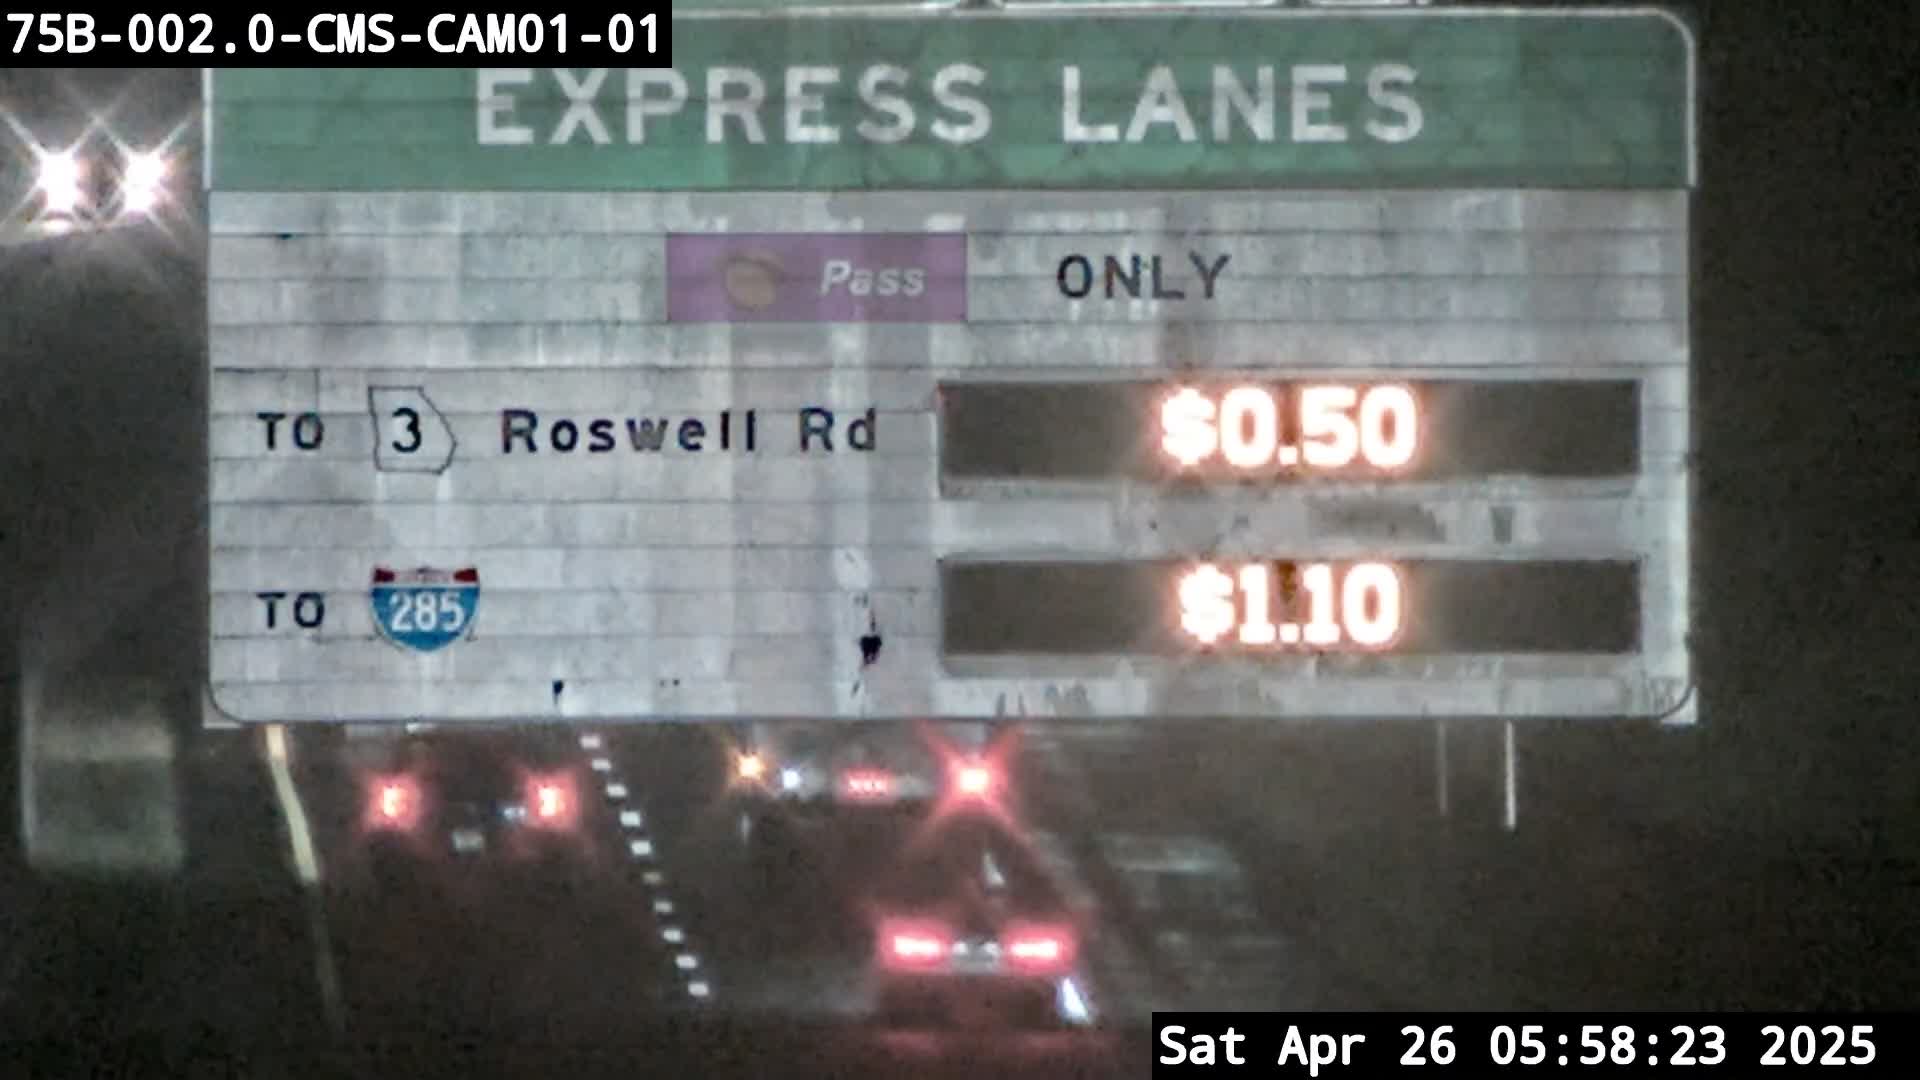 75B-002.0-CMS-CAM01-01
EXPRESS LANES
Pass ONLY
TO 3 Roswell Rd $0.50
TO 285 $1.10
Sat Apr 26 05:58:23 2025